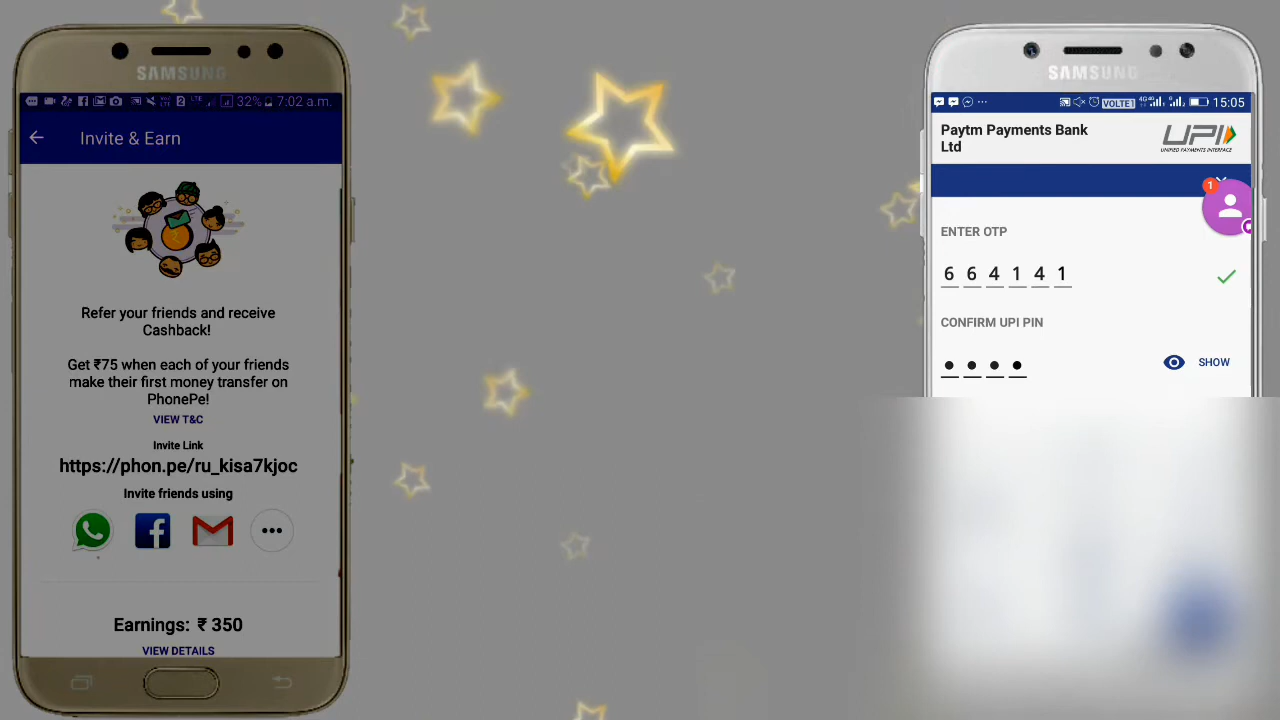 SAMSUNG
32% 7:02 a.m.
Invite & Earn
Refer your friends and receive
Cashback!
Get ₹75 when each of your friends
make their first money transfer on
PhonePe!
VIEW T&C
Invite Link
https://phon.pe/ru_kisa7kjoc
Invite friends using
Earnings: ₹ 350
VIEW DETAILS
SAMSUNG
VOLTE1 4G 15:05
Paytm Payments Bank
Ltd
UPI
UNIFIED PAYMENTS INTERFACE
1
ENTER OTP
6 6 4 1 4 1
CONFIRM UPI PIN
SHOW